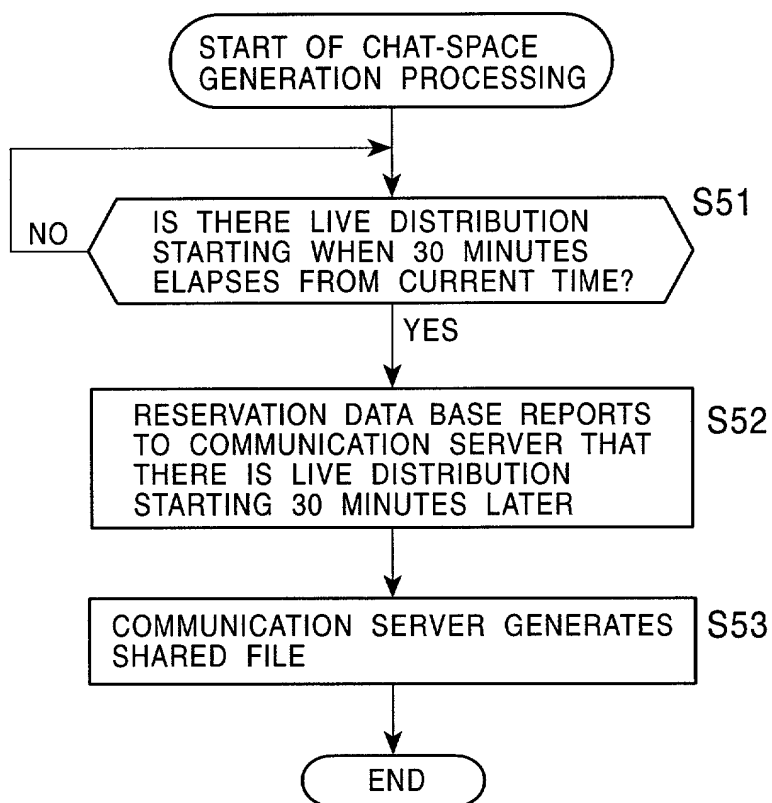 START OF CHAT-SPACE
GENERATION PROCESSING
S51
IS THERE LIVE DISTRIBUTION
STARTING WHEN 30 MINUTES
ELAPSES FROM CURRENT TIME?
NO
YES
S52
RESERVATION DATA BASE REPORTS
TO COMMUNICATION SERVER THAT
THERE IS LIVE DISTRIBUTION
STARTING 30 MINUTES LATER
S53
COMMUNICATION SERVER GENERATES
SHARED FILE
END